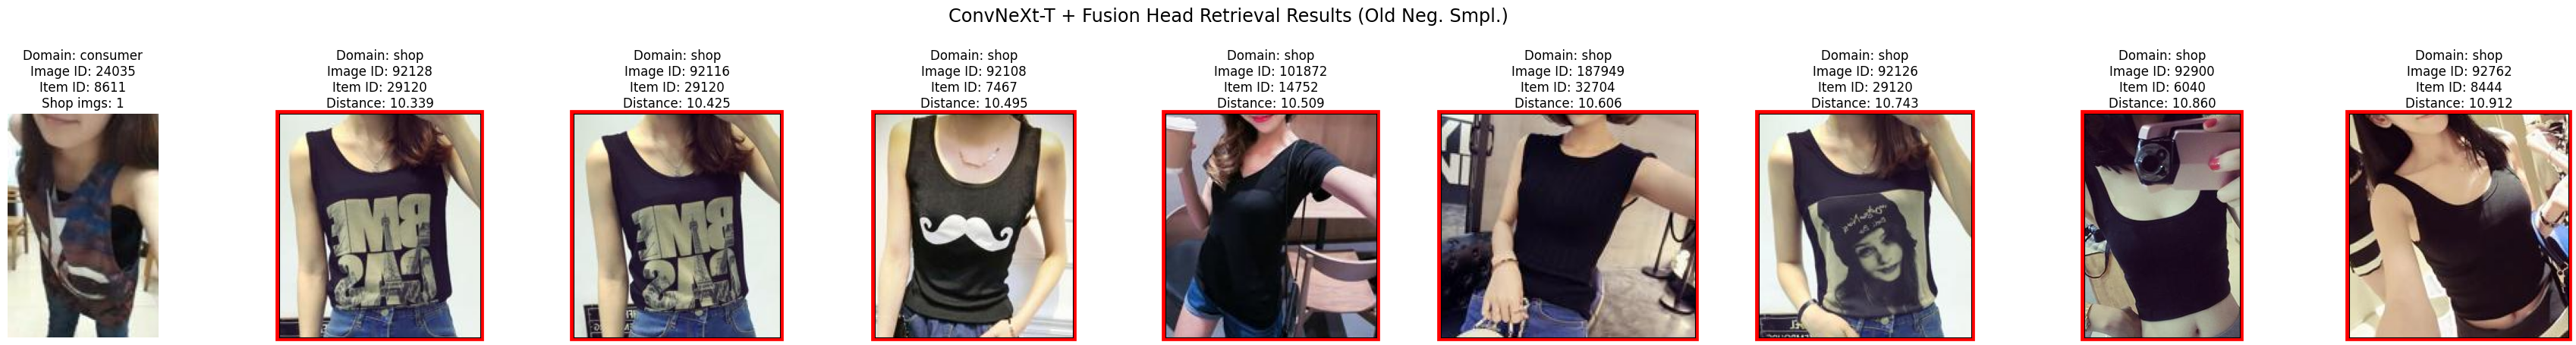 ConvNeXt-T + Fusion Head Retrieval Results (Old Neg. Smpl.)
Domain: consumer
Image ID: 24035
Item ID: 8611
Shop imgs: 1
Domain: shop
Image ID: 92128
Item ID: 29120
Distance: 10.339
Domain: shop
Image ID: 92116
Item ID: 29120
Distance: 10.425
Domain: shop
Image ID: 92108
Item ID: 7467
Distance: 10.495
Domain: shop
Image ID: 101872
Item ID: 14752
Distance: 10.509
Domain: shop
Image ID: 187949
Item ID: 32704
Distance: 10.606
Domain: shop
Image ID: 92126
Item ID: 29120
Distance: 10.743
Domain: shop
Image ID: 92900
Item ID: 6040
Distance: 10.860
Domain: shop
Image ID: 92762
Item ID: 8444
Distance: 10.912